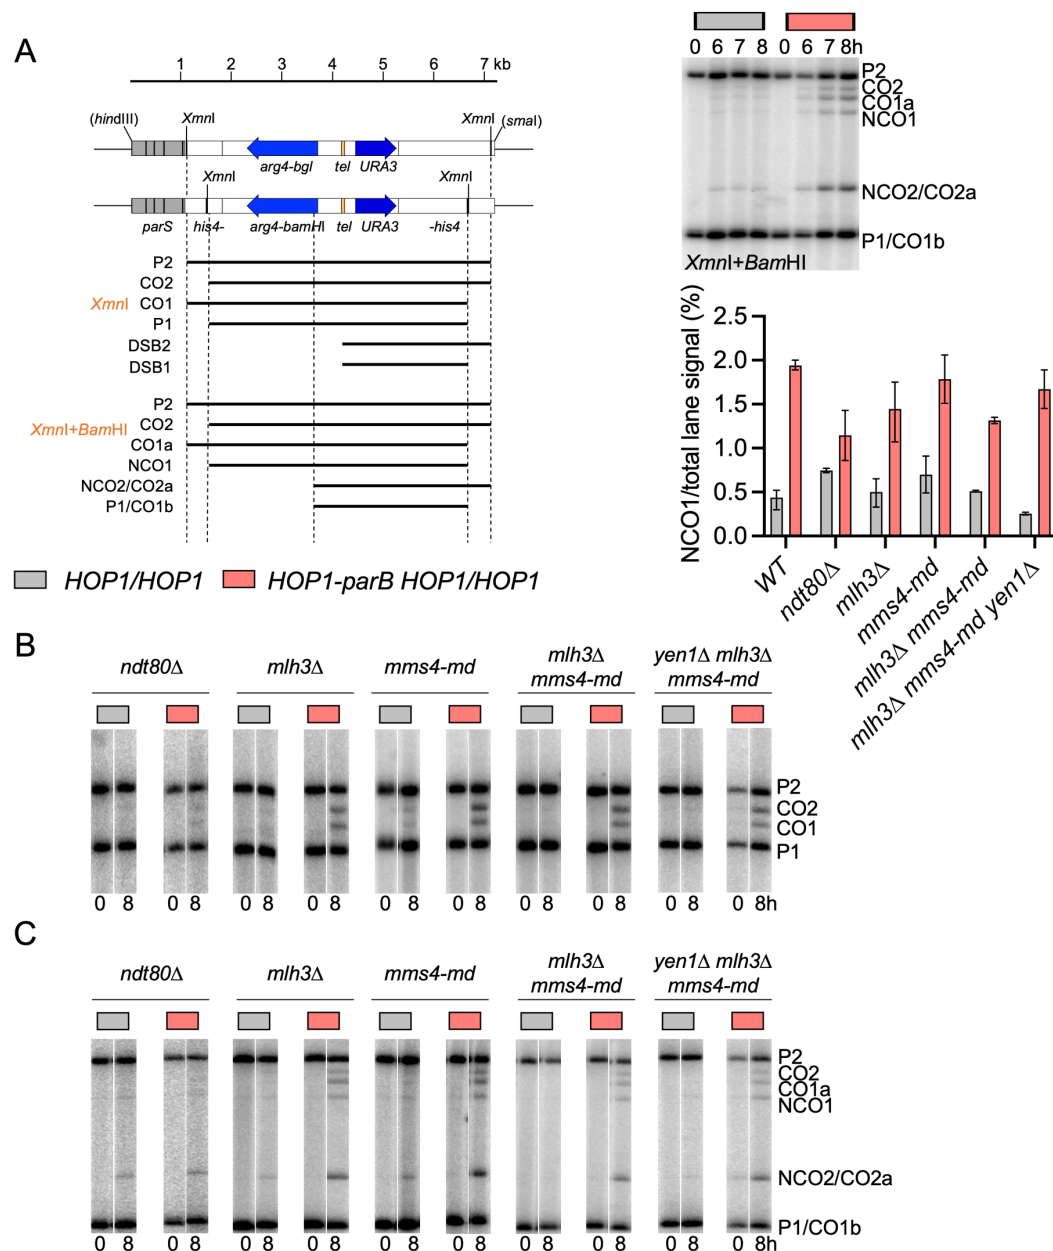 A
1 2 3 4 5 6 7 kb
(hindIII) XmnI XmnI (smaI)
arg4-bgl tel URA3
XmnI XmnI
parS his4- arg4-bamHI tel URA3 -his4
P2
CO2
XmnI CO1
P1
DSB2
DSB1
P2
XmnI+BamHI CO2
CO1a
NCO1
NCO2/CO2a
P1/CO1b
HOP1/HOP1 HOP1-parB HOP1/HOP1
0 6 7 8 0 6 7 8h
P2
CO2
CO1a
NCO1
NCO2/CO2a
P1/CO1b
XmnI+BamHI
NCO1/total lane signal (%)
2.5
2.0
1.5
1.0
0.5
0.0
WT
ndt80Δ
mlh3Δ
mms4-md
mlh3Δ mms4-md
mlh3Δ mms4-md yen1Δ
B
ndt80Δ mlh3Δ mms4-md mlh3Δ mms4-md yen1Δ mlh3Δ mms4-md
P2
CO2
CO1
P1
0 8 0 8 0 8 0 8 0 8 0 8 0 8 0 8 0 8 0 8h
C
ndt80Δ mlh3Δ mms4-md mlh3Δ mms4-md yen1Δ mlh3Δ mms4-md
P2
CO2
CO1a
NCO1
NCO2/CO2a
P1/CO1b
0 8 0 8 0 8 0 8 0 8 0 8 0 8 0 8 0 8 0 8h